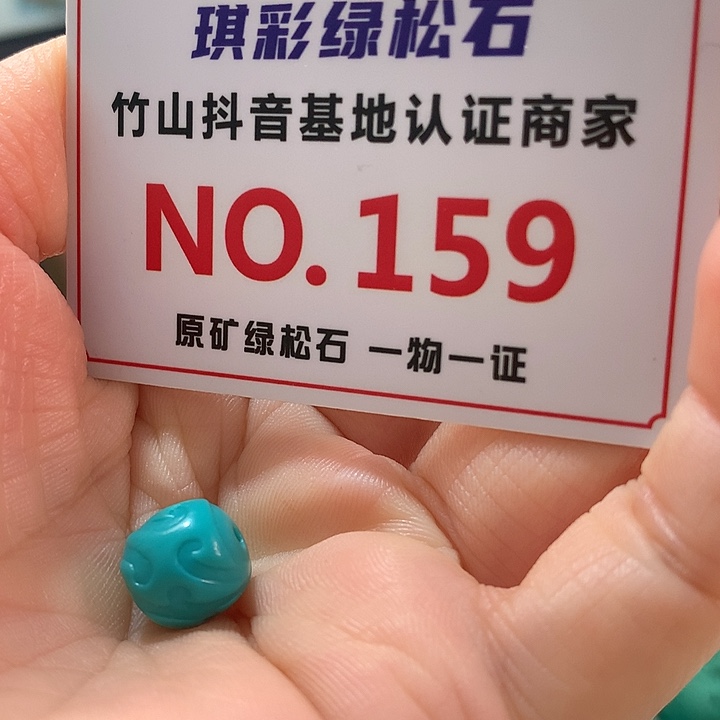 琪彩绿松石
竹山抖音基地认证商家
NO.159
原矿绿松石 一物一证